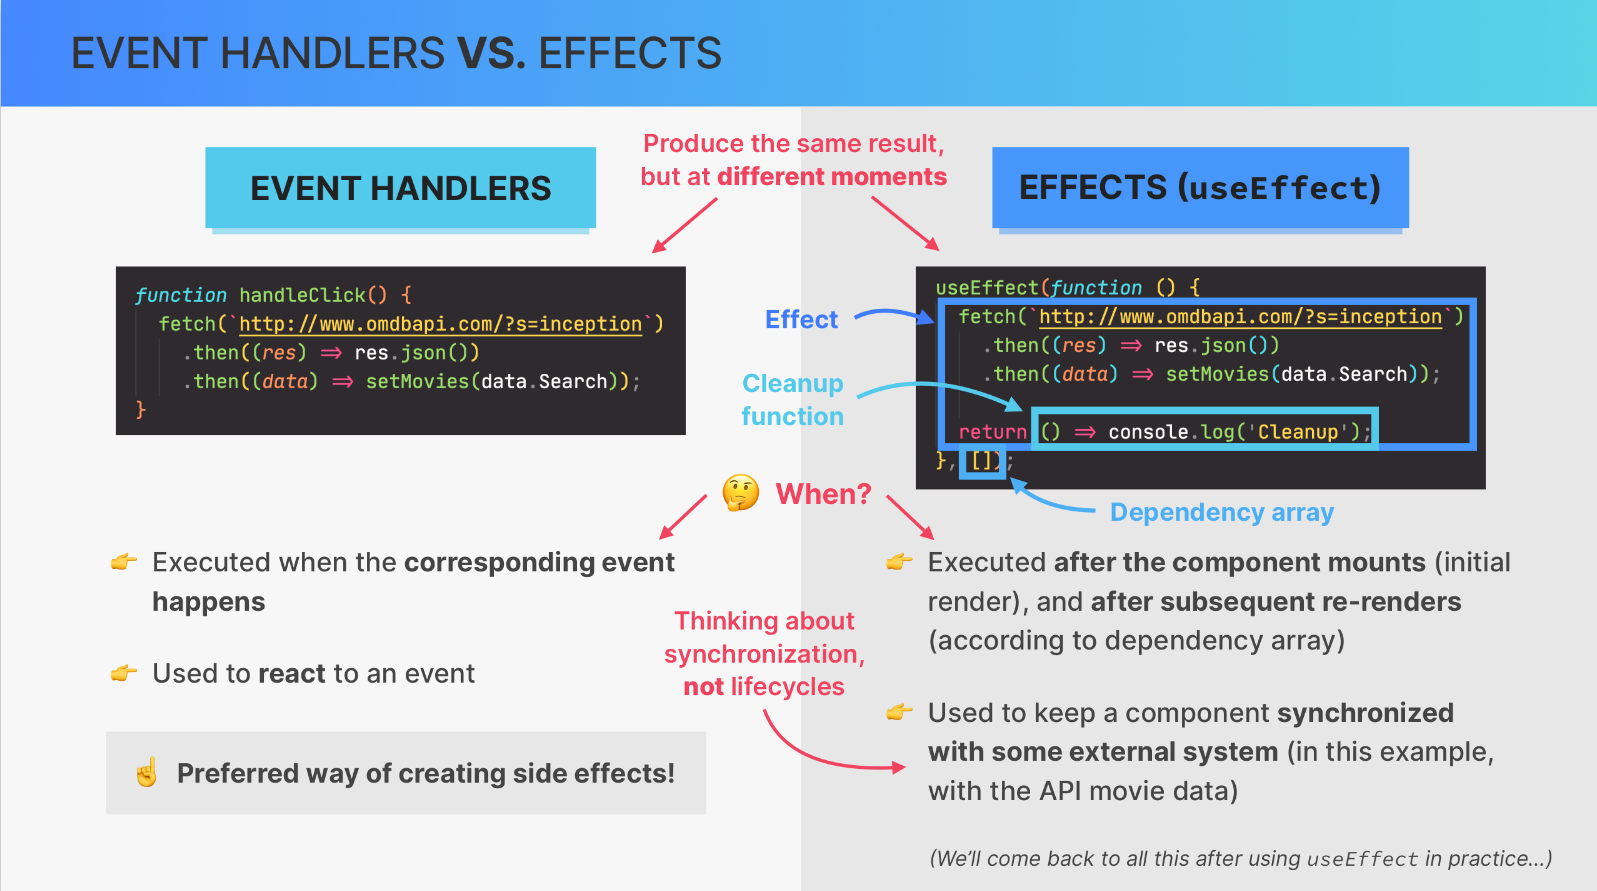 EVENT HANDLERS VS. EFFECTS
Produce the same result,
but at different moments
EVENT HANDLERS
function handleClick() {
fetch(`http://www.omdbapi.com/?s=inception`)
.then((res) => res.json())
.then((data) => setMovies(data.Search));
}
EFFECTS (useEffect)
useEffect(function () {
fetch(`http://www.omdbapi.com/?s=inception`)
.then((res) => res.json())
.then((data) => setMovies(data.Search));
return () => console.log('Cleanup');
}, []);
Effect
Cleanup
function
Dependency array
🤔 When?
👉 Executed when the corresponding event
happens
👉 Used to react to an event
☝️ Preferred way of creating side effects!
Thinking about
synchronization,
not lifecycles
👉 Executed after the component mounts (initial
render), and after subsequent re-renders
(according to dependency array)
👉 Used to keep a component synchronized
with some external system (in this example,
with the API movie data)
(We'll come back to all this after using useEffect in practice...)